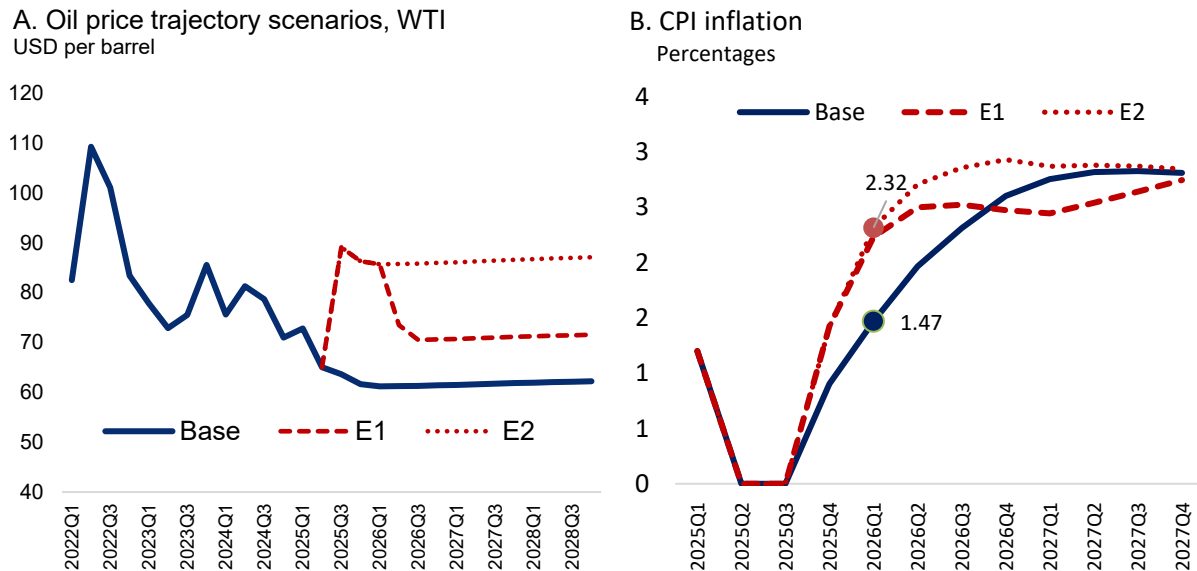 A. Oil price trajectory scenarios, WTI
USD per barrel
120
110
100
90
80
70
60
50
40
Base
E1
E2
2022Q1
2022Q3
2023Q1
2023Q3
2024Q1
2024Q3
2025Q1
2025Q3
2026Q1
2026Q3
2027Q1
2027Q3
2028Q1
2028Q3
B. CPI inflation
Percentages
4
3
3
2
2
1
1
0
Base
E1
E2
2.32
1.47
2025Q1
2025Q2
2025Q3
2025Q4
2026Q1
2026Q2
2026Q3
2026Q4
2027Q1
2027Q2
2027Q3
2027Q4